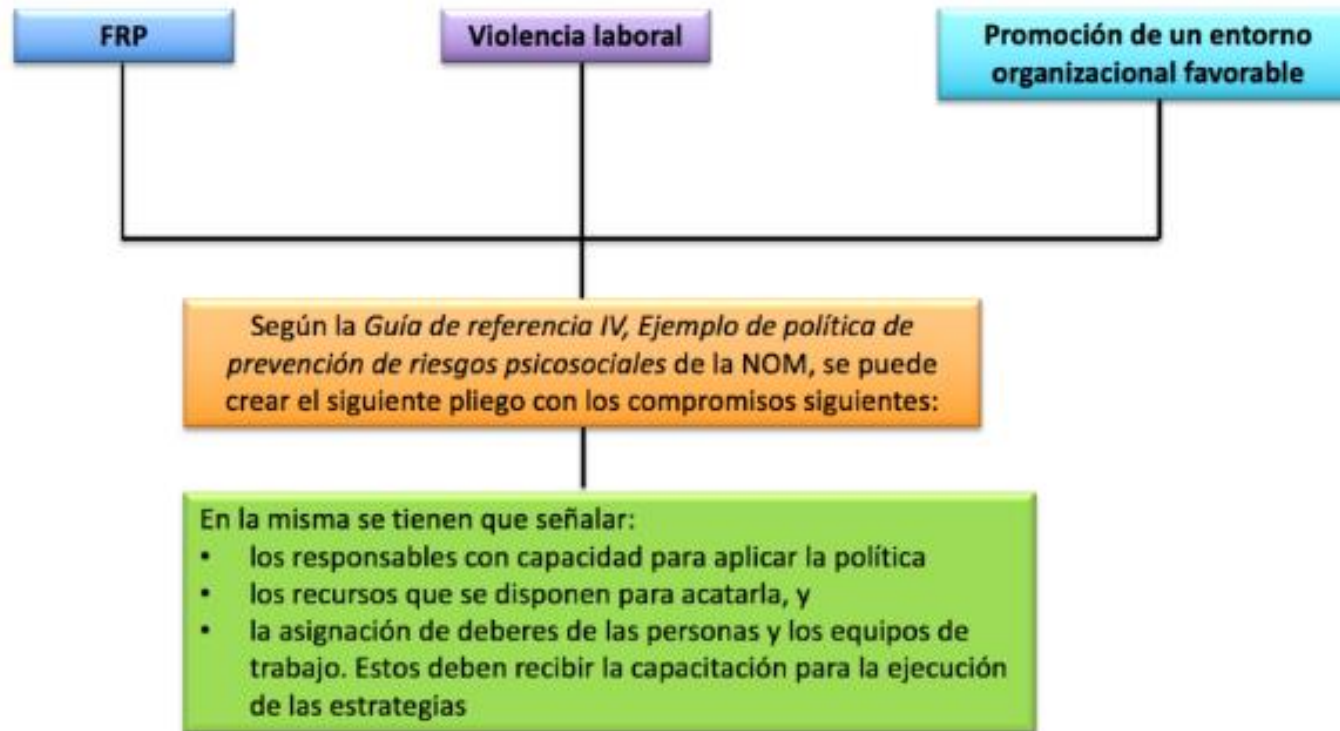 FRP
Violencia laboral
Promoción de un entorno
organizacional favorable
Según la Guía de referencia IV, Ejemplo de política de
prevención de riesgos psicosociales de la NOM, se puede
crear el siguiente pliego con los compromisos siguientes:
En la misma se tienen que señalar:
• los responsables con capacidad para aplicar la política
• los recursos que se disponen para acatarla, y
• la asignación de deberes de las personas y los equipos de
trabajo. Estos deben recibir la capacitación para la ejecución
de las estrategias